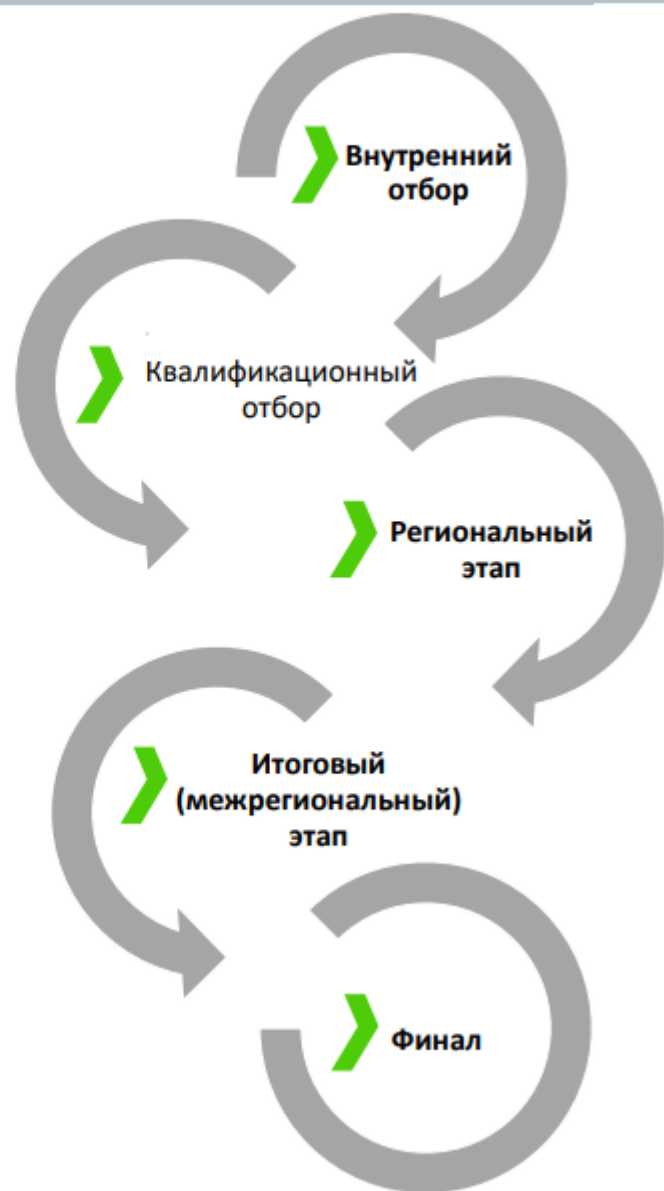 Внутренний
отбор
Квалификационный
отбор
Региональный
этап
Итоговый
(межрегиональный)
этап
Финал